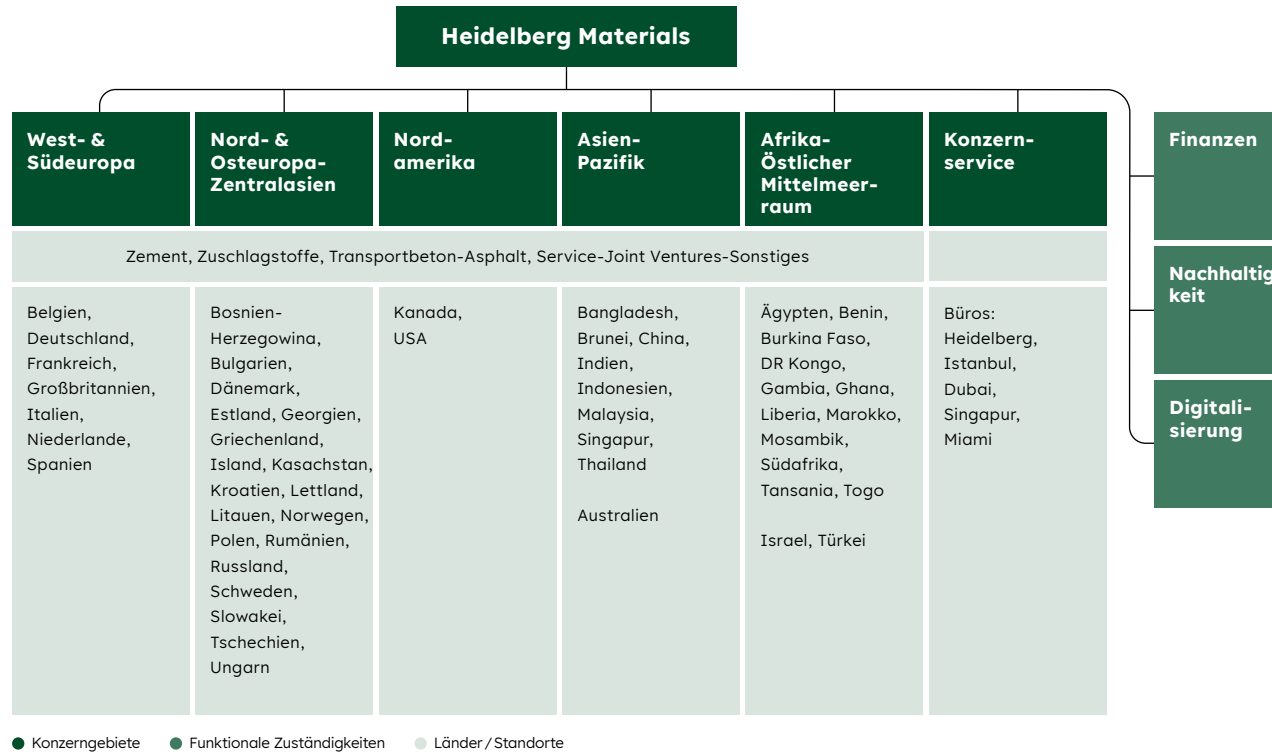 Heidelberg Materials
West- &
Südeuropa
Nord- &
Osteuropa-
Zentralasien
Nord-
amerika
Asien-
Pazifik
Afrika-
Östlicher
Mittelmeer-
raum
Konzern-
service
Finanzen
Nachhaltig
keit
Digitali-
sierung
Zement, Zuschlagstoffe, Transportbeton-Asphalt, Service-Joint Ventures-Sonstiges
Belgien,
Deutschland,
Frankreich,
Großbritannien,
Italien,
Niederlande,
Spanien
Bosnien-
Herzegowina,
Bulgarien,
Dänemark,
Estland, Georgien,
Griechenland,
Island, Kasachstan,
Kroatien, Lettland,
Litauen, Norwegen,
Polen, Rumänien,
Russland,
Schweden,
Slowakei,
Tschechien,
Ungarn
Kanada,
USA
Bangladesh,
Brunei, China,
Indien,
Indonesien,
Malaysia,
Singapur,
Thailand
Australien
Ägypten, Benin,
Burkina Faso,
DR Kongo,
Gambia, Ghana,
Liberia, Marokko,
Mosambik,
Südafrika,
Tansania, Togo
Israel, Türkei
Büros:
Heidelberg,
Istanbul,
Dubai,
Singapur,
Miami
Konzerngebiete
Funktionale Zuständigkeiten
Länder / Standorte